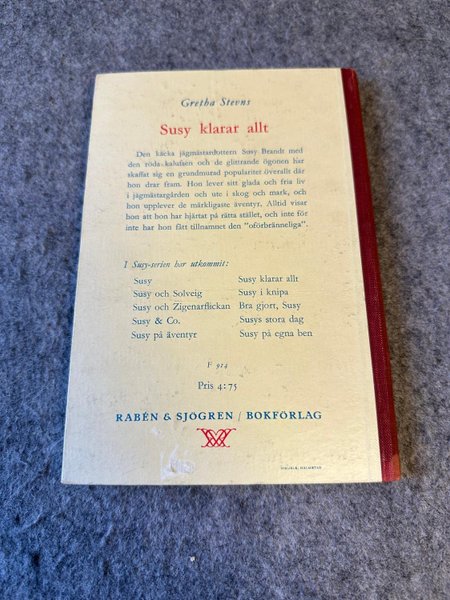 Gretha Stevns
Susy klarar allt
Den käcka jägmästardottern Susy Brandt med
den röda kalufsen och de glittrande ögonen har
skaffat sig en grundmurad popularitet överallt där
hon drar fram. Hon lever sitt glada och fria liv
i jägmästargården och ute i skog och mark, och
hon upplever de märkligaste äventyr. Alltid visar
hon att hon har hjärtat på rätta stället, och inte för
inte har hon fått tillnamnet den "oförbränneliga".
I Susy-serien har utkommit:
Susy
Susy och Solveig
Susy och Zigenarflickan
Susy & Co.
Susy på äventyr
Susy klarar allt
Susy i knipa
Bra gjort, Susy
Susys stora dag
Susy på egna ben
F 914
Pris 4:75
RABÉN & SJÖGREN / BOKFÖRLAG
HALMSTAD